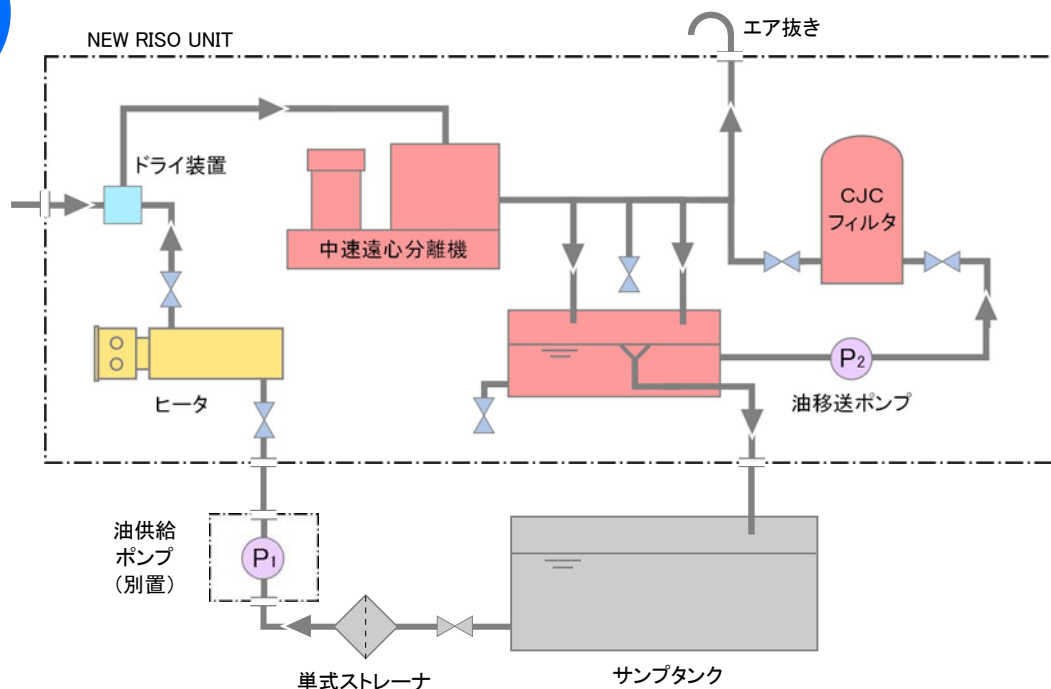 NEW RISO UNIT
エア抜き
ドライ装置
CJC
フィルタ
中速遠心分離機
P2
ヒータ
油移送ポンプ
油供給
ポンプ
(別置)
P1
単式ストレーナ
サンプタンク